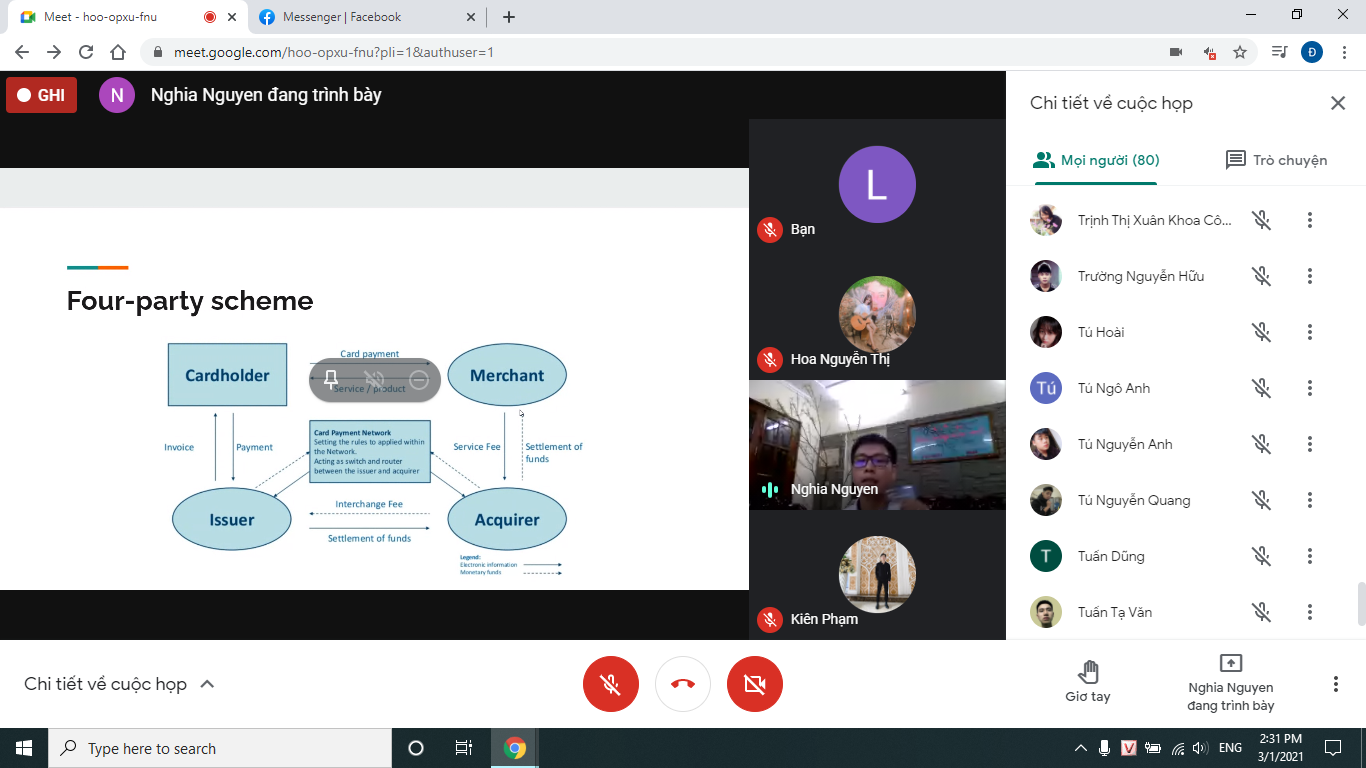 Meet - hoo-opxu-fnu
Messenger | Facebook
meet.google.com/hoo-opxu-fnu?pli=1&authuser=1
Đ
GHI
N
Nghia Nguyen đang trình bày
Four-party scheme
Cardholder
Card payment
Service / product
Merchant
Invoice
Payment
Card Payment Network
Setting the rules to applied within
the Network.
Acting as switch and router
between the issuer and acquirer
Service Fee
Settlement of
funds
Issuer
Interchange Fee
Settlement of funds
Acquirer
Legend:
Electronic information
Monetary funds
L
Bạn
Hoa Nguyễn Thị
Nghia Nguyen
Kiên Phạm
Chi tiết về cuộc họp
Mọi người (80)
Trò chuyện
Trịnh Thị Xuân Khoa Cô...
Trường Nguyễn Hữu
Tú Hoài
Tú
Tú Ngô Anh
Tú Nguyễn Anh
Tú Nguyễn Quang
T
Tuấn Dũng
Tuấn Tạ Văn
Chi tiết về cuộc họp
Giơ tay
Nghia Nguyen
đang trình bày
Type here to search
V
ENG
2:31 PM
3/1/2021